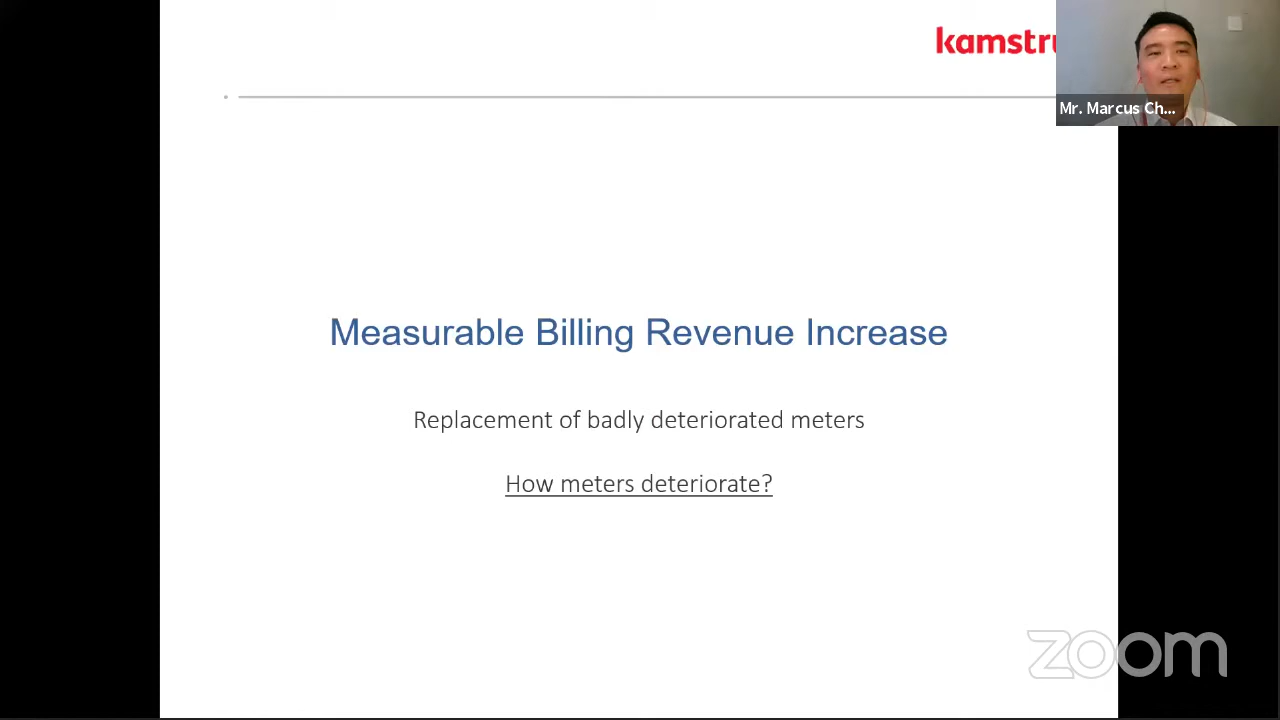 kamstru
Mr. Marcus Ch...
Measurable Billing Revenue Increase
Replacement of badly deteriorated meters
How meters deteriorate?
zoom